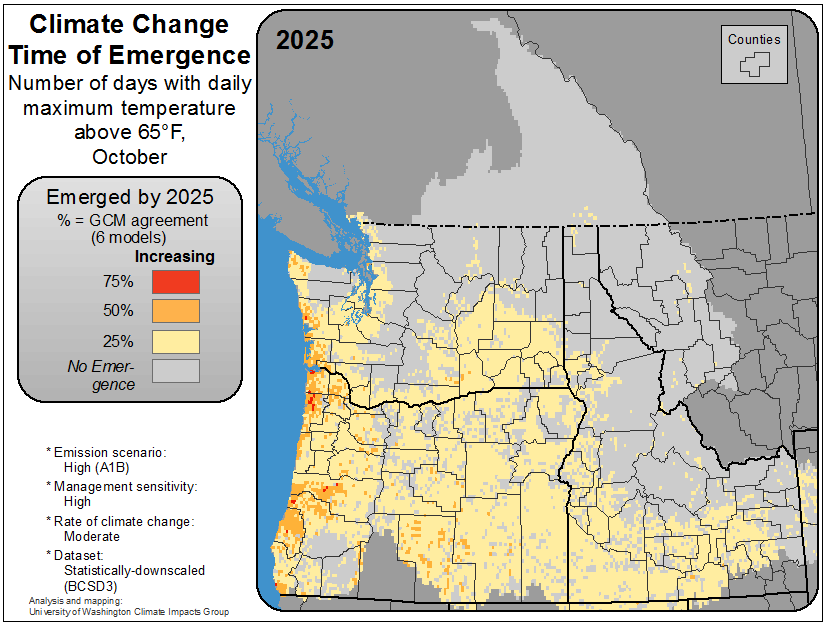 Climate Change
Time of Emergence
Number of days with daily
maximum temperature
above 65°F,
October
Emerged by 2025
% = GCM agreement
(6 models)
Increasing
75%
50%
25%
No Emer-
gence
* Emission scenario:
High (A1B)
* Management sensitivity:
High
* Rate of climate change:
Moderate
* Dataset:
Statistically-downscaled
(BCSD3)
Analysis and mapping:
University of Washington Climate Impacts Group
2025
Counties